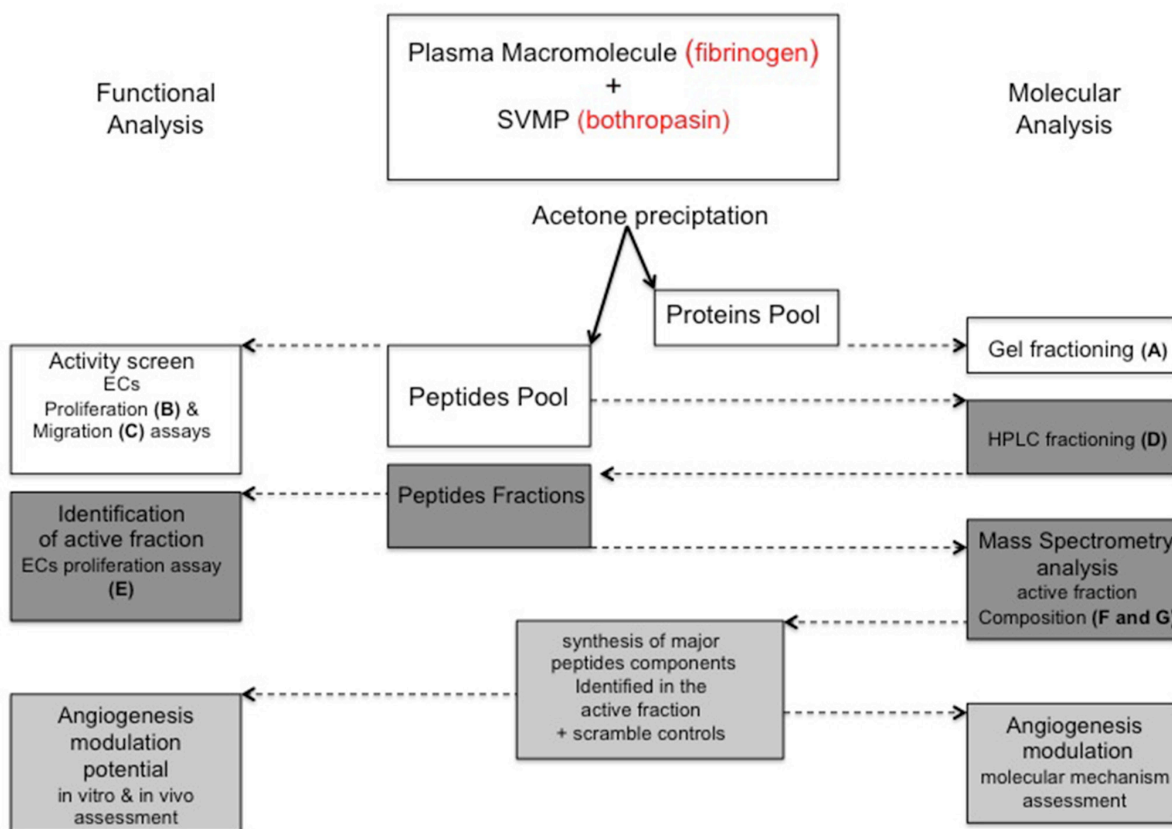 Functional
Analysis
Plasma Macromolecule (fibrinogen)
+
SVMP (bothropasin)
Molecular
Analysis
Acetone preciptation
Proteins Pool
Gel fractioning (A)
Activity screen
ECs
Proliferation (B) &
Migration (C) assays
Peptides Pool
HPLC fractioning (D)
Peptides Fractions
Identification
of active fraction
ECs proliferation assay
(E)
Mass Spectrometry
analysis
active fraction
Composition (F and G)
synthesis of major
peptides components
Identified in the
active fraction
+ scramble controls
Angiogenesis
modulation
potential
in vitro & in vivo
assessment
Angiogenesis
modulation
molecular mechanism
assessment